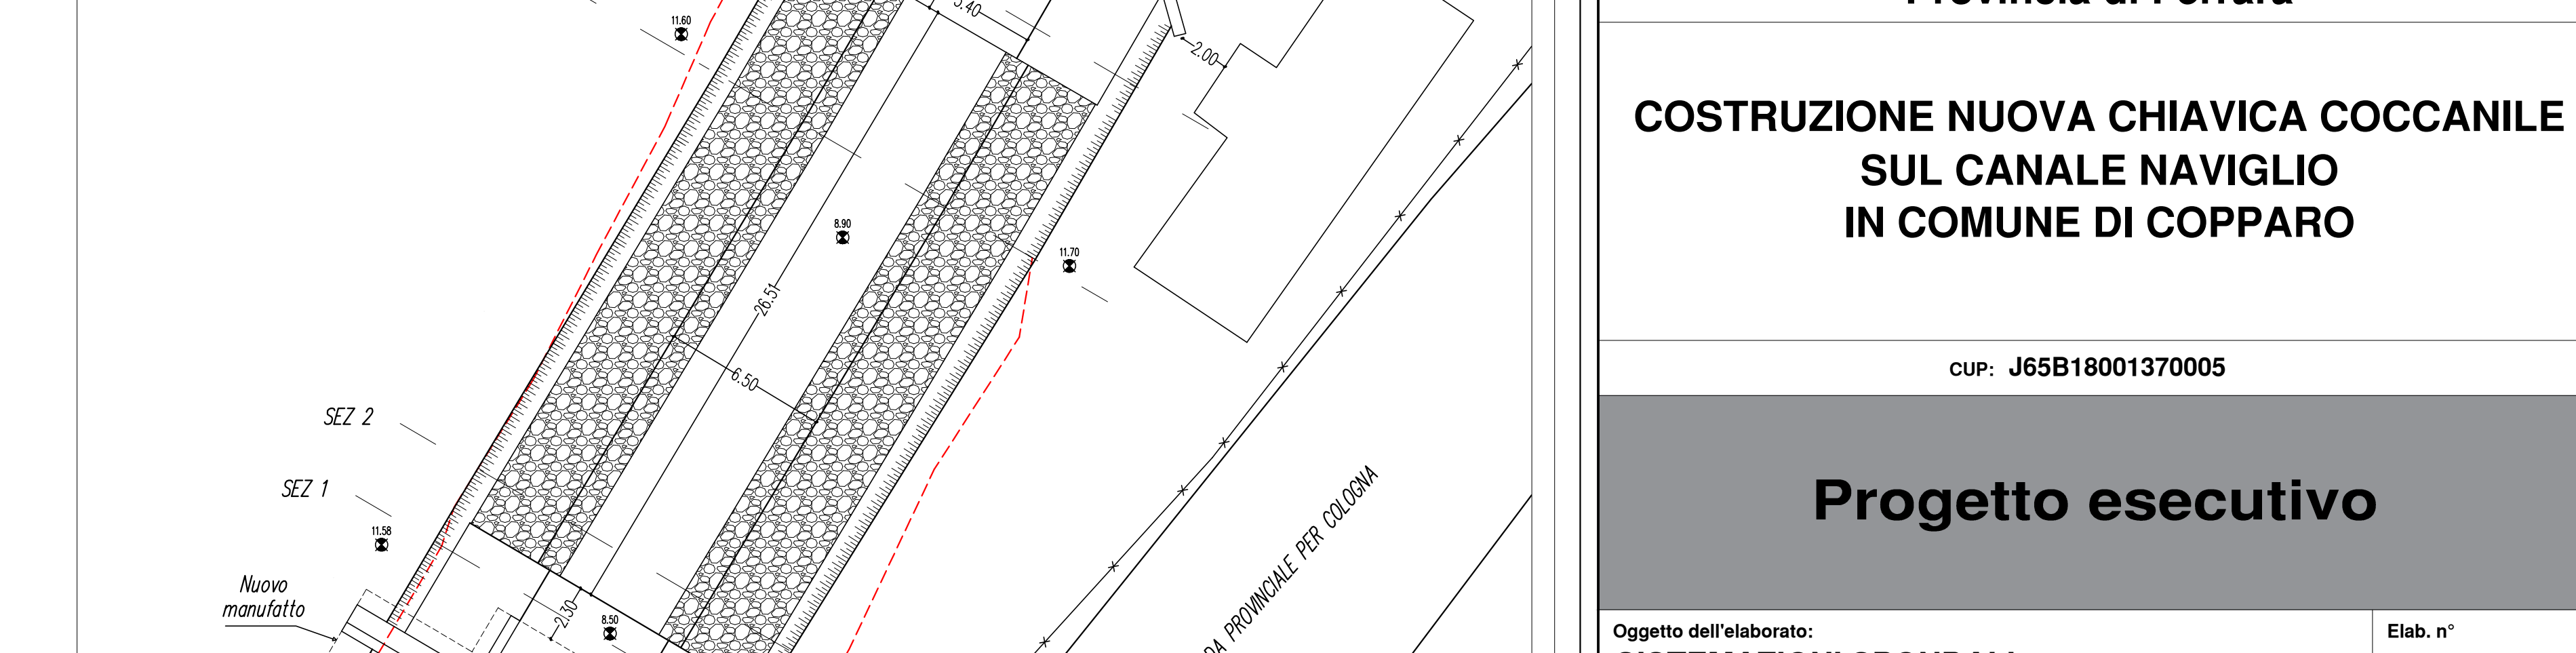 11.60
5.40
2.00
8.90
11.70
26.51
6.50
SEZ 2
SEZ 1
11.58
Nuovo
manufatto
2.30
8.50
PROVINCIALE PER COLOGNA
Provincia di Ferrara
COSTRUZIONE NUOVA CHIAVICA COCCANILE
SUL CANALE NAVIGLIO
IN COMUNE DI COPPARO
CUP: J65B18001370005
Progetto esecutivo
Oggetto dell'elaborato:
Elab. n°